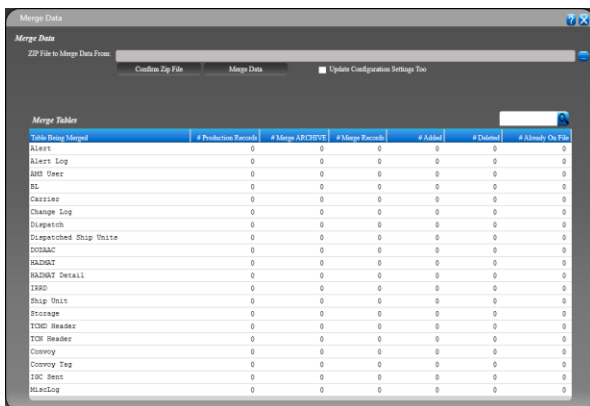 Merge Data
Merge Data
ZIP File to Merge Data From:
Confirm Zip File Merge Data Update Configuration Settings Too
Merge Tables
Table Being Merged # Production Records # Merge ARCHIVE # Merge Records # Added # Deleted # Already On File
Alert 0 0 0 0 0 0
Alert Log 0 0 0 0 0 0
AMS User 0 0 0 0 0 0
BL 0 0 0 0 0 0
Carrier 0 0 0 0 0 0
Change Log 0 0 0 0 0 0
Dispatch 0 0 0 0 0 0
Dispatched Ship Units 0 0 0 0 0 0
DODAAC 0 0 0 0 0 0
HAZMAT 0 0 0 0 0 0
HAZMAT Detail 0 0 0 0 0 0
IRRD 0 0 0 0 0 0
Ship Unit 0 0 0 0 0 0
Storage 0 0 0 0 0 0
TCMD Header 0 0 0 0 0 0
TCN Header 0 0 0 0 0 0
Convoy 0 0 0 0 0 0
Convoy Tag 0 0 0 0 0 0
IGC Sent 0 0 0 0 0 0
MiscLog 0 0 0 0 0 0